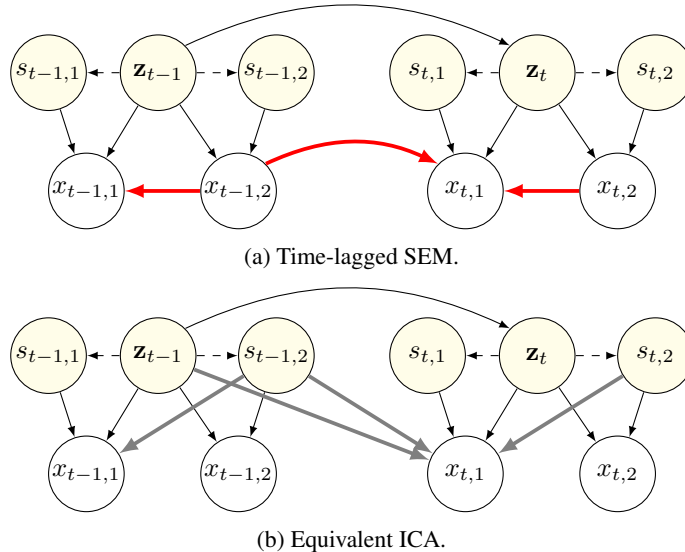 s_{t−1,1} z_{t−1} s_{t−1,2} s_{t,1} z_t s_{t,2}
x_{t−1,1} x_{t−1,2} x_{t,1} x_{t,2}
(a) Time-lagged SEM.
s_{t−1,1} z_{t−1} s_{t−1,2} s_{t,1} z_t s_{t,2}
x_{t−1,1} x_{t−1,2} x_{t,1} x_{t,2}
(b) Equivalent ICA.